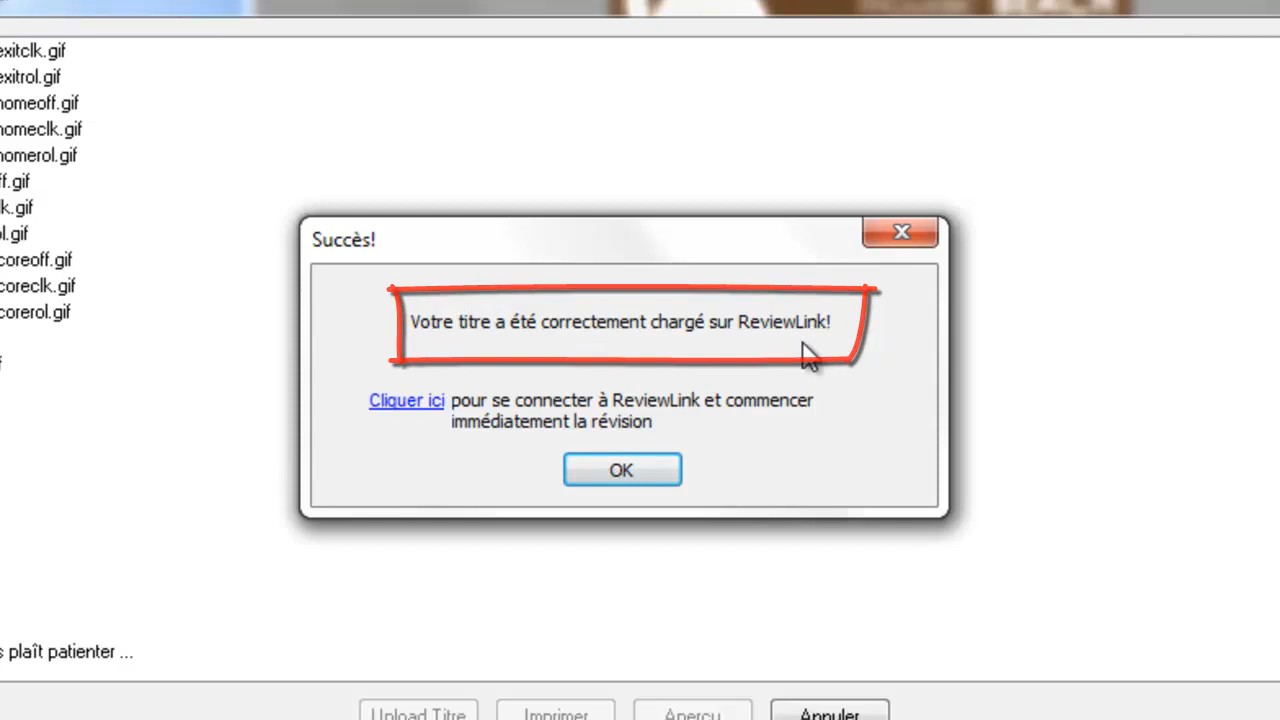 BEACH
exitclk.gif
exitrol.gif
homeoff.gif
homeclk.gif
homerol.gif
ff.gif
lk.gif
ol.gif
coreoff.gif
coreclk.gif
corerol.gif
Succès!
Votre titre a été correctement chargé sur ReviewLink!
Cliquer ici pour se connecter à ReviewLink et commencer
immédiatement la révision
OK
s plaît patienter ...
Upload Titre Imprimer Aperçu Annuler